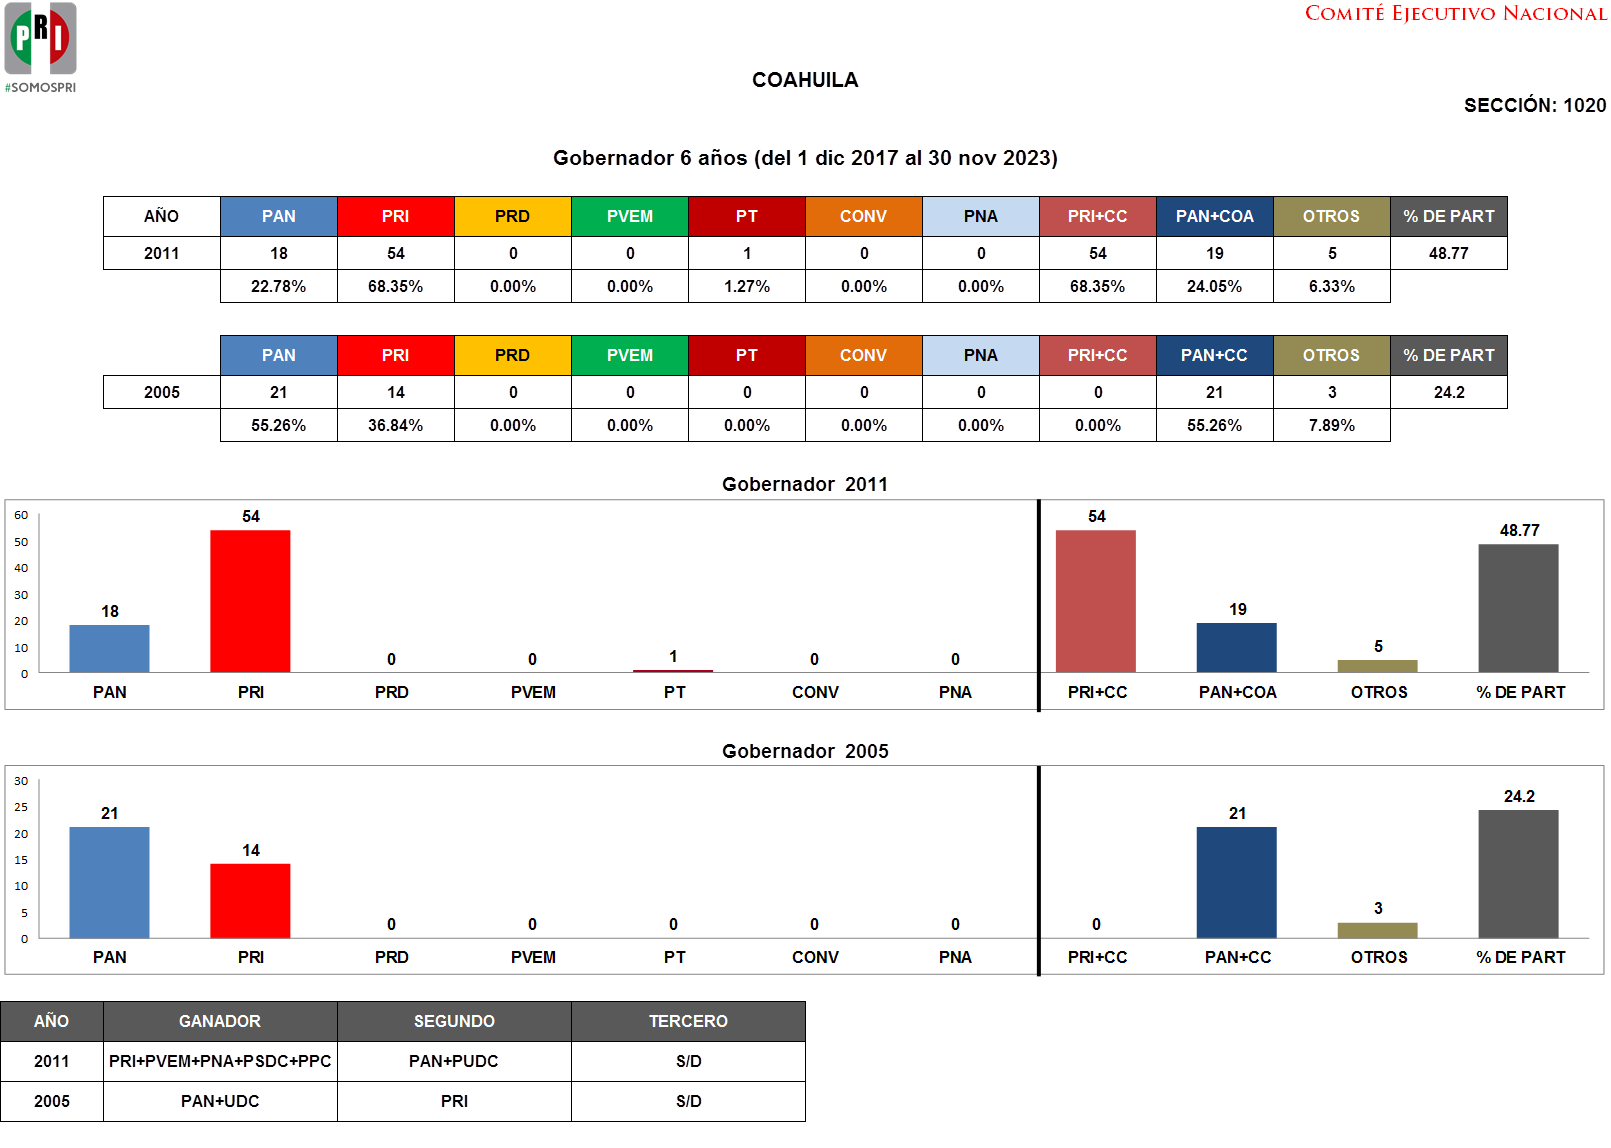 PRI
#SOMOSPRI
COMITÉ EJECUTIVO NACIONAL
COAHUILA
SECCIÓN: 1020
Gobernador 6 años (del 1 dic 2017 al 30 nov 2023)
AÑO PAN PRI PRD PVEM PT CONV PNA PRI+CC PAN+COA OTROS % DE PART
2011 18 54 0 0 1 0 0 54 19 5 48.77
22.78% 68.35% 0.00% 0.00% 1.27% 0.00% 0.00% 68.35% 24.05% 6.33%
PAN PRI PRD PVEM PT CONV PNA PRI+CC PAN+CC OTROS % DE PART
2005 21 14 0 0 0 0 0 0 21 3 24.2
55.26% 36.84% 0.00% 0.00% 0.00% 0.00% 0.00% 0.00% 55.26% 7.89%
Gobernador 2011
60
50
40
30
20
10
0
18 54 0 0 1 0 0 54 19 5 48.77
PAN PRI PRD PVEM PT CONV PNA PRI+CC PAN+COA OTROS % DE PART
Gobernador 2005
30
25
20
15
10
5
0
21 14 0 0 0 0 0 0 21 3 24.2
PAN PRI PRD PVEM PT CONV PNA PRI+CC PAN+CC OTROS % DE PART
AÑO GANADOR SEGUNDO TERCERO
2011 PRI+PVEM+PNA+PSDC+PPC PAN+PUDC S/D
2005 PAN+UDC PRI S/D